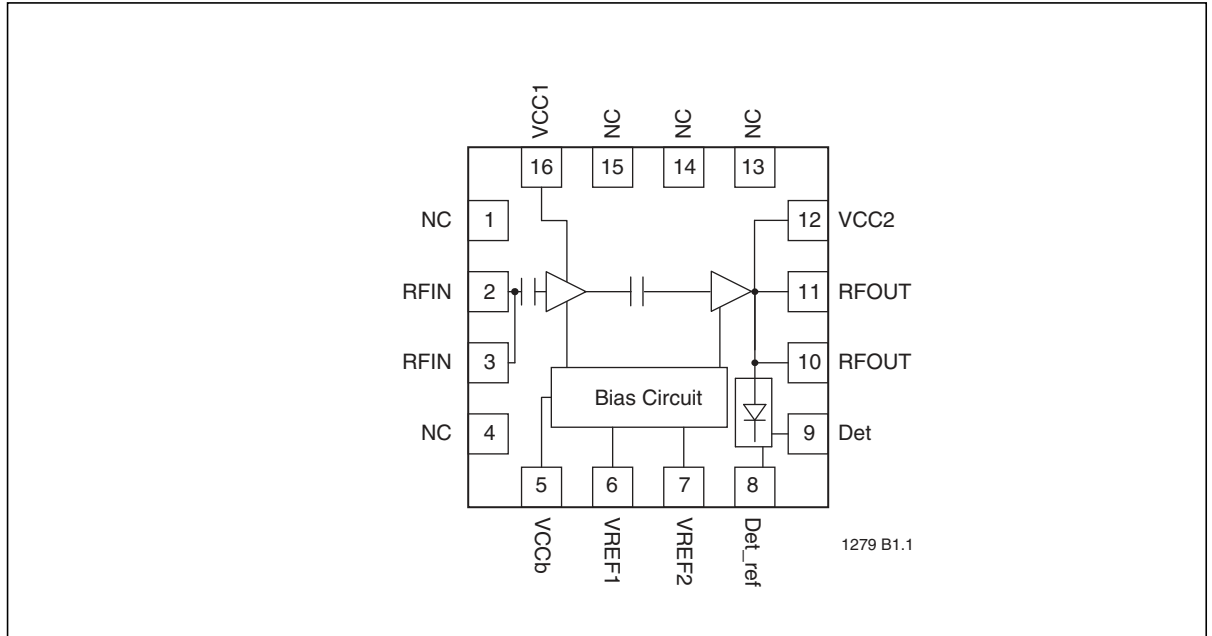 VCC1
NC
NC
NC
16
15
14
13
NC
1
12
VCC2
RFIN
2
11
RFOUT
RFIN
3
10
RFOUT
Bias Circuit
NC
4
9
Det
5
6
7
8
VCCb
VREF1
VREF2
Det_ref
1279 B1.1